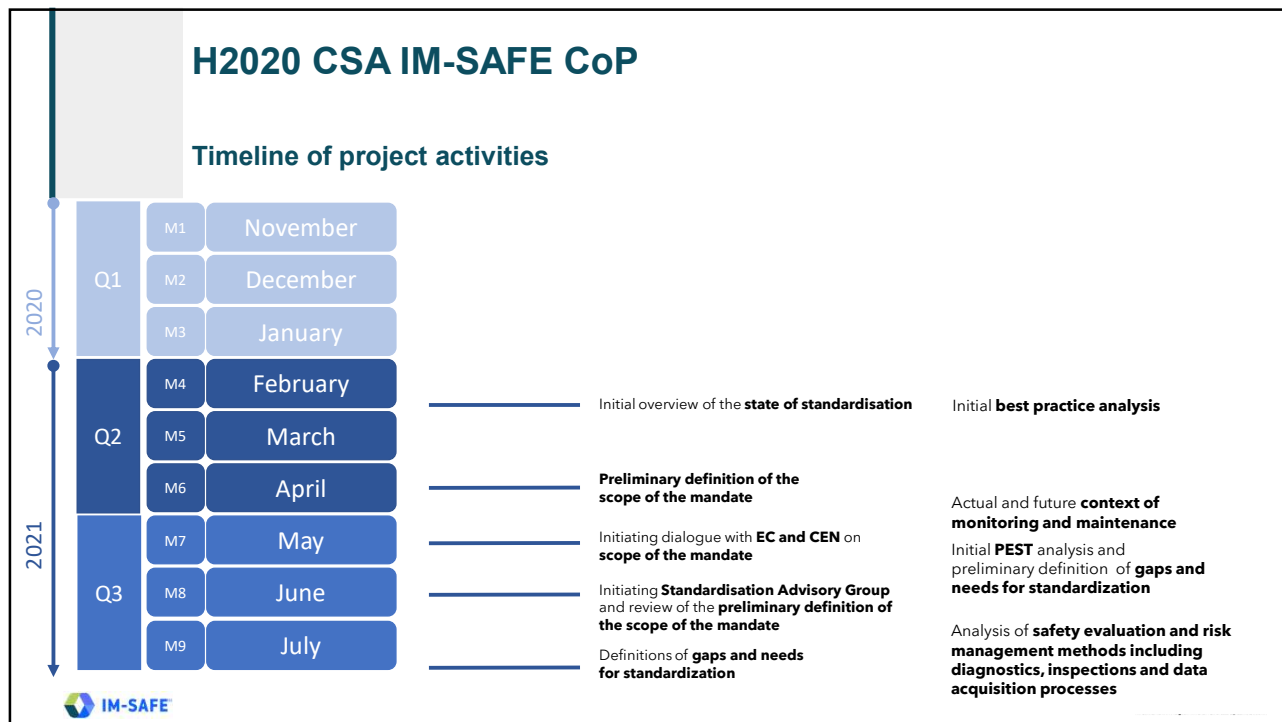 H2020 CSA IM-SAFE CoP
Timeline of project activities
2020
Q1
M1
November
M2
December
M3
January
2021
Q2
M4
February
M5
March
M6
April
Q3
M7
May
M8
June
M9
July
Initial overview of the state of standardisation
Initial best practice analysis
Preliminary definition of the
scope of the mandate
Actual and future context of
monitoring and maintenance
Initiating dialogue with EC and CEN on
scope of the mandate
Initial PEST analysis and
preliminary definition of gaps and
needs for standardization
Initiating Standardisation Advisory Group
and review of the preliminary definition of
the scope of the mandate
Analysis of safety evaluation and risk
management methods including
diagnostics, inspections and data
acquisition processes
Definitions of gaps and needs
for standardization
IM-SAFE